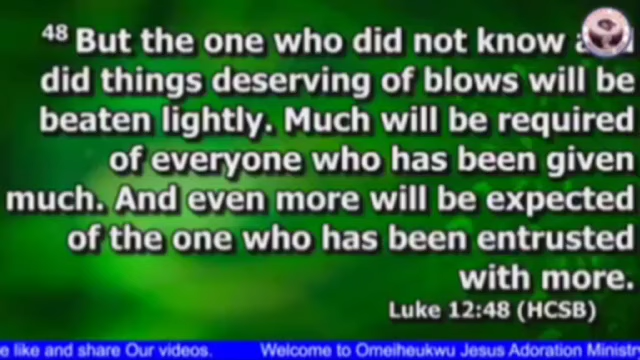 48 But the one who did not know
did things deserving of blows will be
beaten lightly. Much will be required
of everyone who has been given
much. And even more will be expected
of the one who has been entrusted
with more.
Luke 12:48 (HCSB)
e like and share Our videos. Welcome to Omeiheukwu Jesus Adoration Ministr